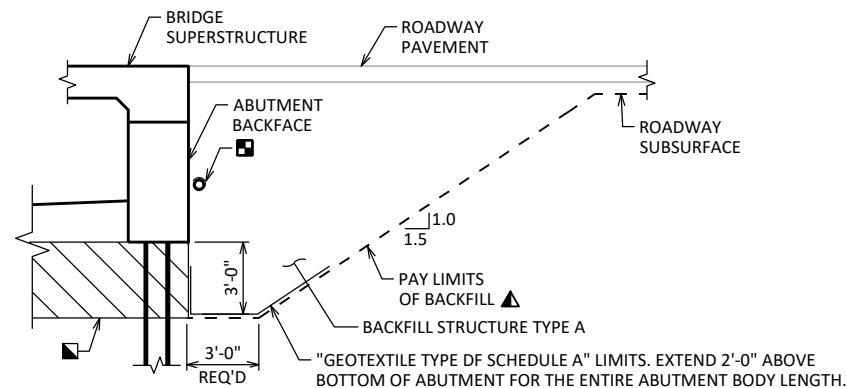 BRIDGE
SUPERSTRUCTURE
ROADWAY
PAVEMENT
ABUTMENT
BACKFACE
ROADWAY
SUBSURFACE
1.0
1.5
3'-0"
PAY LIMITS
OF BACKFILL
BACKFILL STRUCTURE TYPE A
3'-0"
REQ'D
"GEOTEXTILE TYPE DF SCHEDULE A" LIMITS. EXTEND 2'-0" ABOVE
BOTTOM OF ABUTMENT FOR THE ENTIRE ABUTMENT BODY LENGTH.